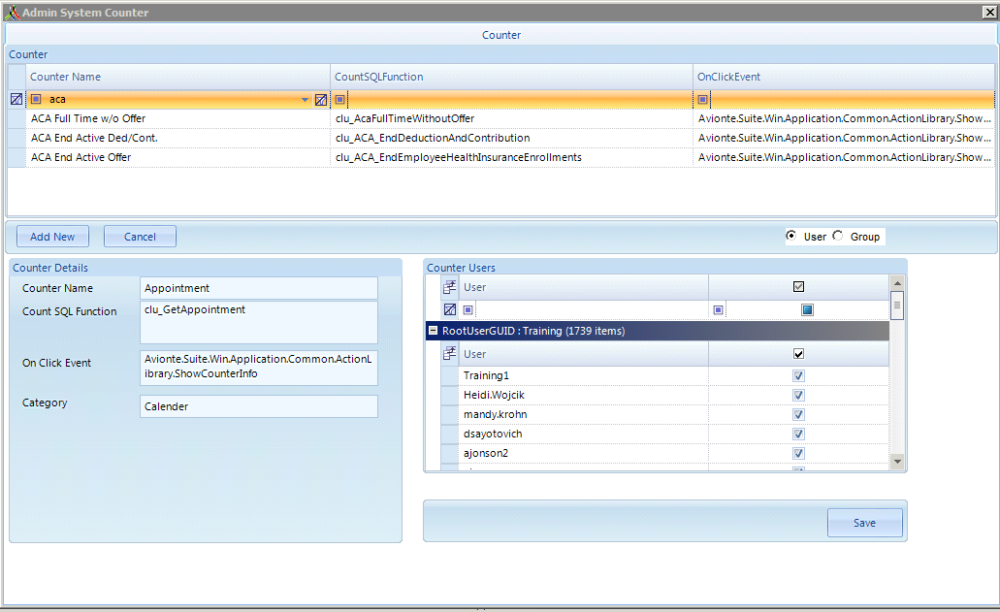 Admin System Counter
Counter
Counter
Counter Name CountSQLFunction OnClickEvent
aca
ACA Full Time w/o Offer clu_AcaFullTimeWithoutOffer Avionte.Suite.Win.Application.Common.ActionLibrary.Show...
ACA End Active Ded/Cont. clu_ACA_EndDeductionAndContribution Avionte.Suite.Win.Application.Common.ActionLibrary.Show...
ACA End Active Offer clu_ACA_EndEmployeeHealthInsuranceEnrollments Avionte.Suite.Win.Application.Common.ActionLibrary.Show...
Add New Cancel User Group
Counter Details
Counter Name Appointment
Count SQL Function clu_GetAppointment
On Click Event Avionte.Suite.Win.Application.Common.ActionL
ibrary.ShowCounterInfo
Category Calender
Counter Users
User
RootUserGUID : Training (1739 items)
User
Training1
Heidi.Wojcik
mandy.krohn
dsayotovich
ajonson2
Save